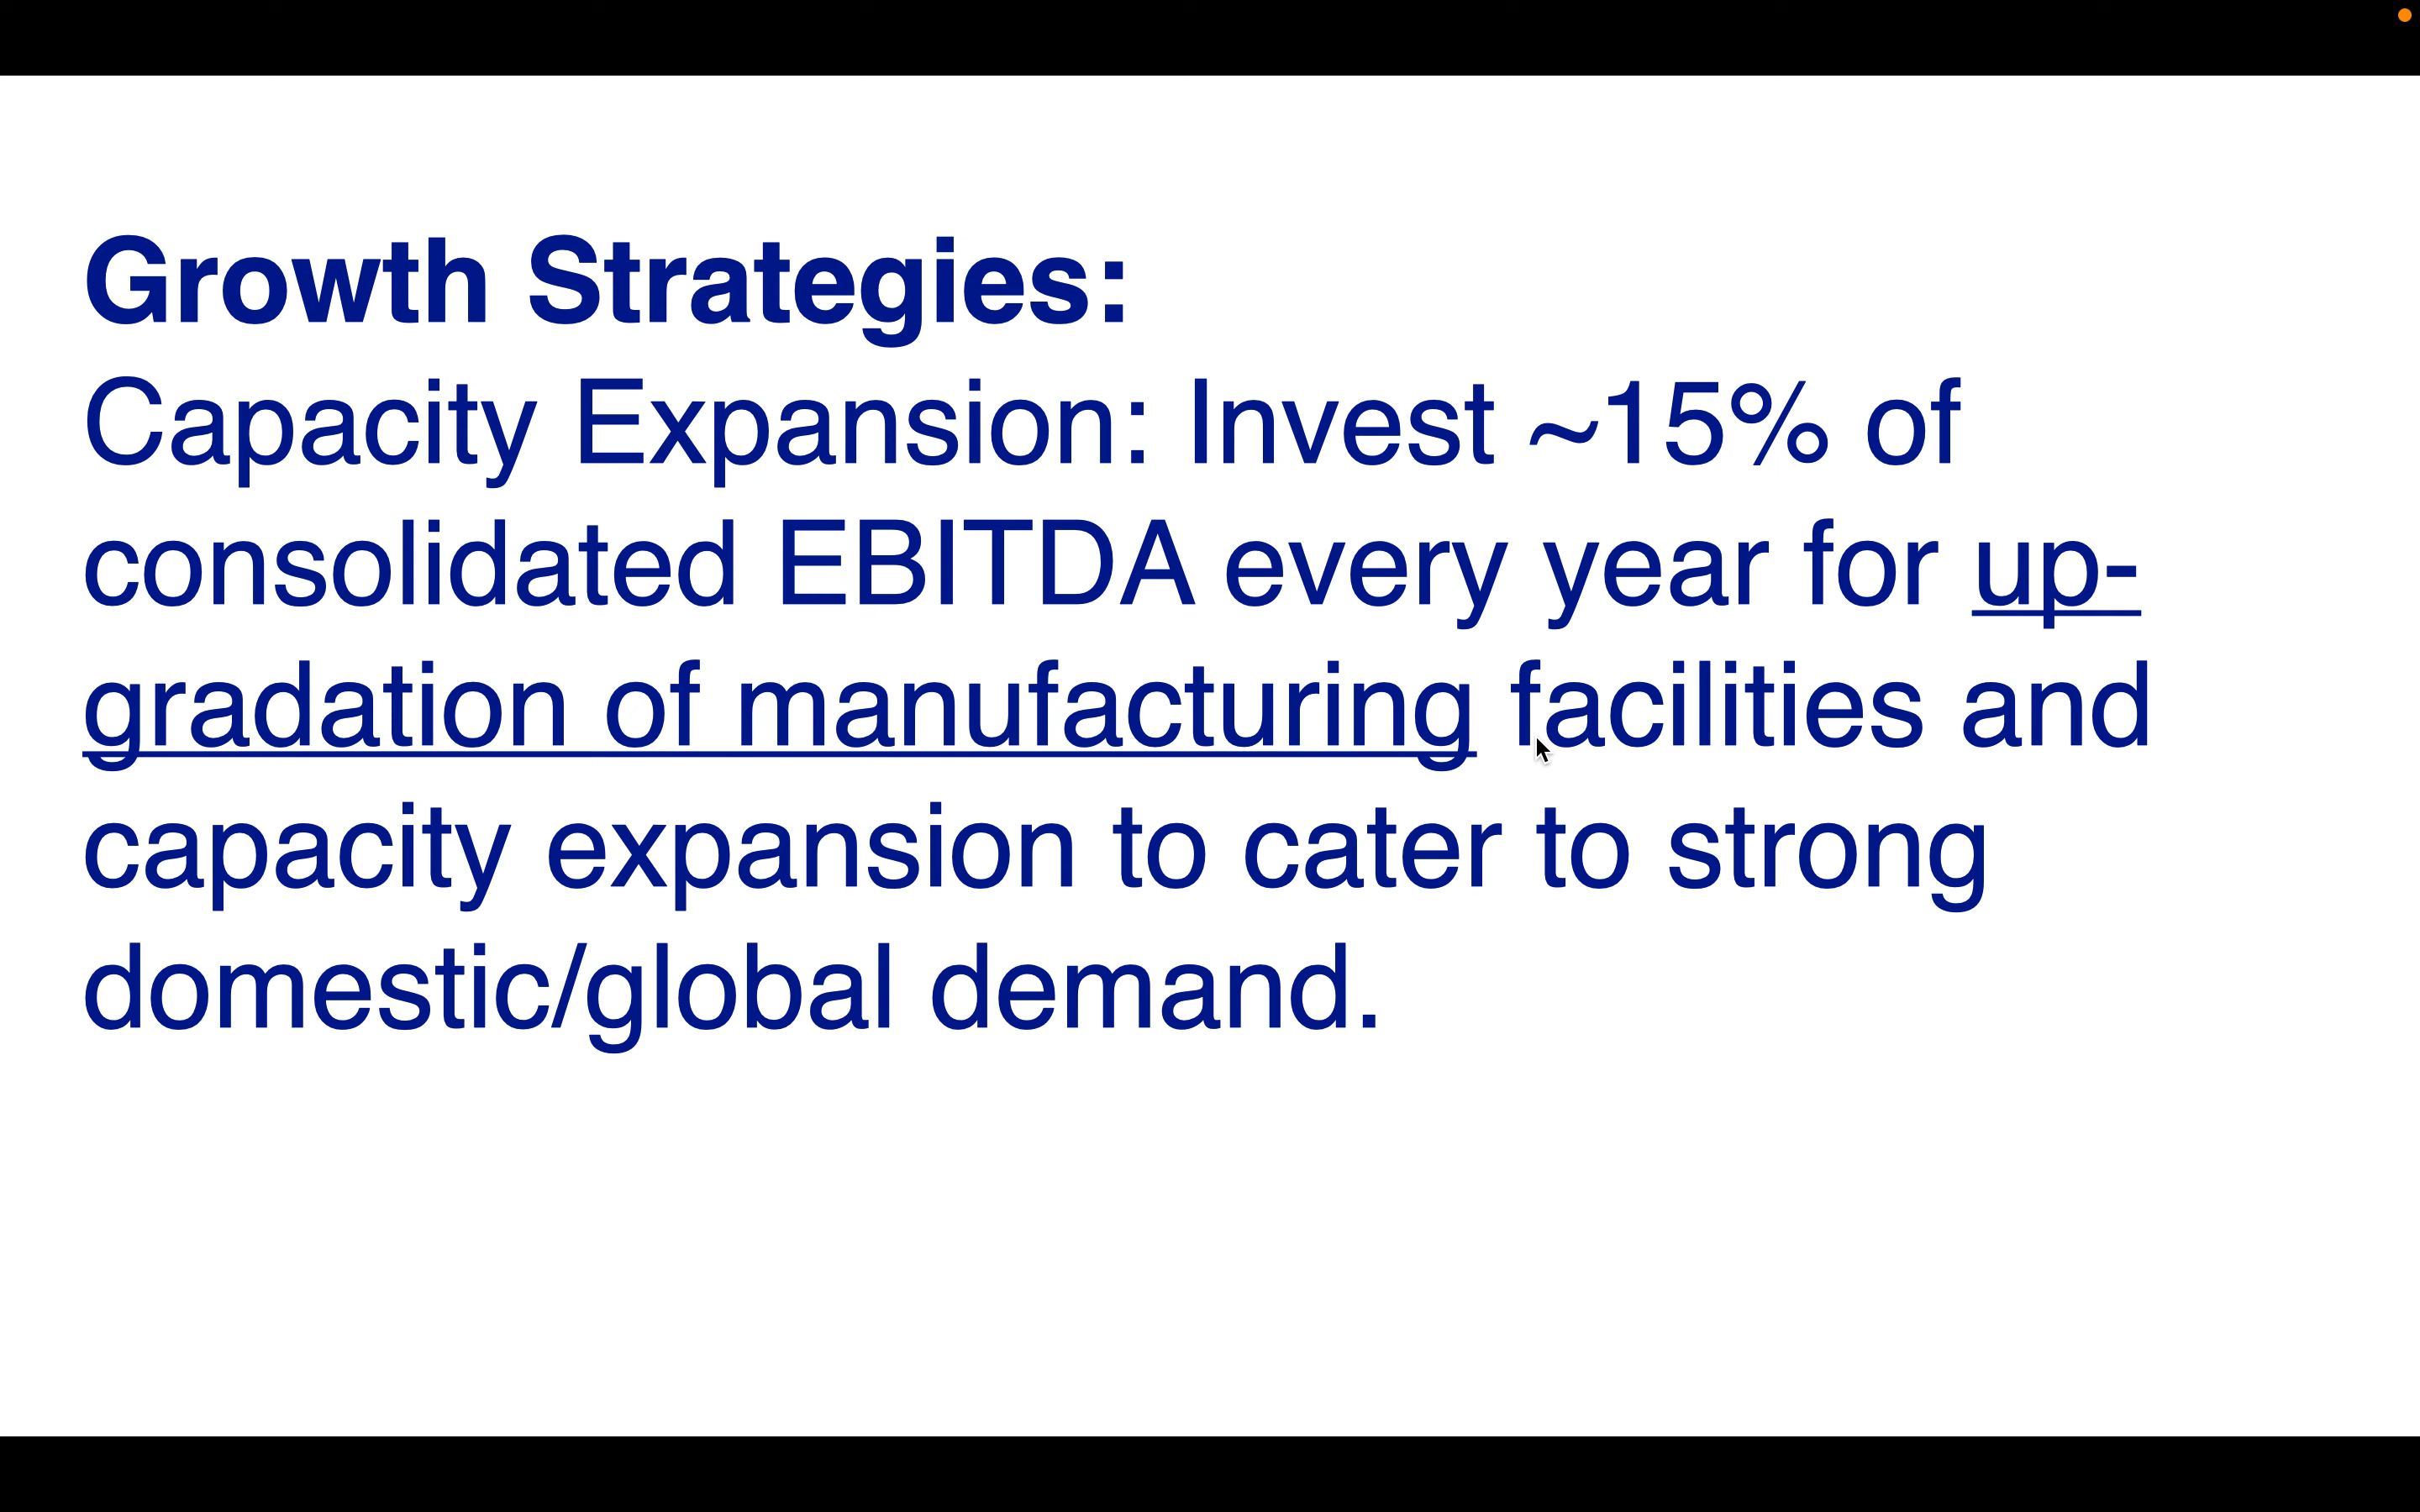 Growth Strategies:
Capacity Expansion: Invest ~15% of
consolidated EBITDA every year for up-
gradation of manufacturing facilities and
capacity expansion to cater to strong
domestic/global demand.